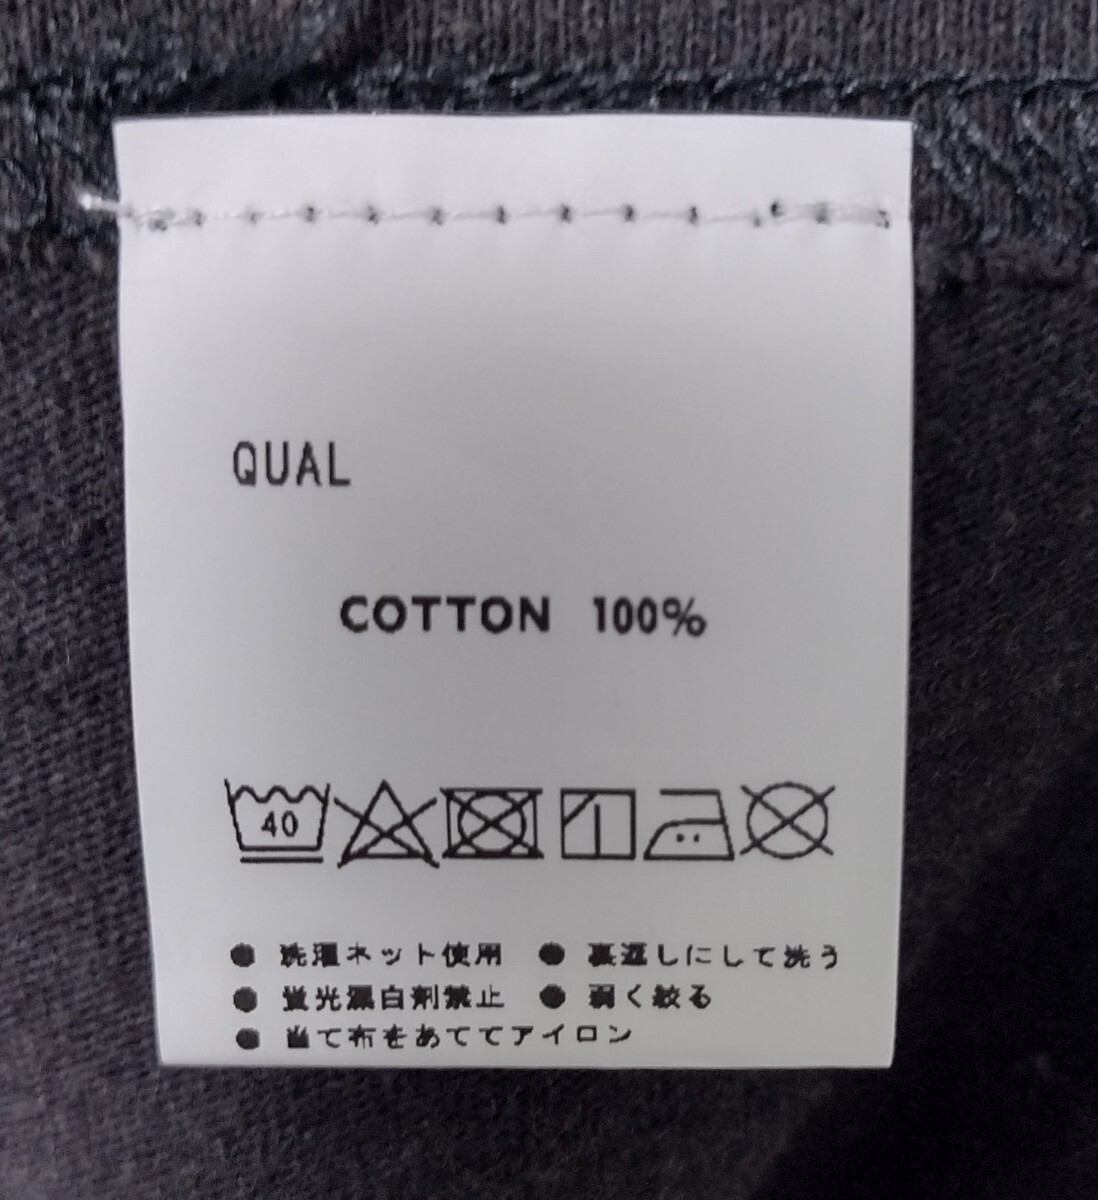 QUAL
COTTON 100%
40
● 洗濯ネット使用 ● 裏返しにして洗う
● 蛍光漂白剤禁止 ● 弱く絞る
● 当て布をあててアイロン